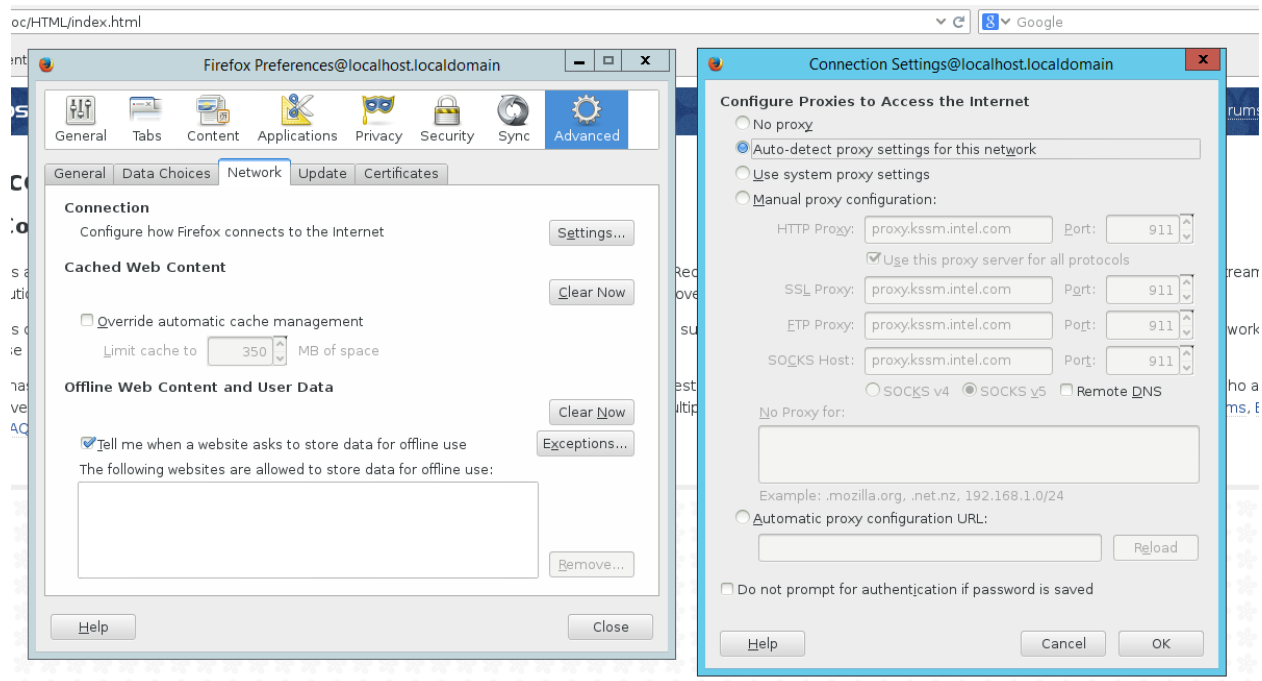 oc/HTML/index.html
Google
ent
Firefox Preferences@localhost.localdomain
General Tabs Content Applications Privacy Security Sync Advanced
General Data Choices Network Update Certificates
Connection
Configure how Firefox connects to the Internet
Settings...
Cached Web Content
Clear Now
Override automatic cache management
Limit cache to 350 MB of space
Offline Web Content and User Data
Clear Now
Tell me when a website asks to store data for offline use
Exceptions...
The following websites are allowed to store data for offline use:
Remove...
Help
Close
Connection Settings@localhost.localdomain
Configure Proxies to Access the Internet
No proxy
Auto-detect proxy settings for this network
Use system proxy settings
Manual proxy configuration:
HTTP Proxy: proxy.kssm.intel.com Port: 911
Use this proxy server for all protocols
SSL Proxy: proxy.kssm.intel.com Port: 911
FTP Proxy: proxy.kssm.intel.com Port: 911
SOCKS Host: proxy.kssm.intel.com Port: 911
SOCKS v4 SOCKS v5 Remote DNS
No Proxy for:
Example: .mozilla.org, .net.nz, 192.168.1.0/24
Automatic proxy configuration URL:
Reload
Do not prompt for authentication if password is saved
Help
Cancel
OK